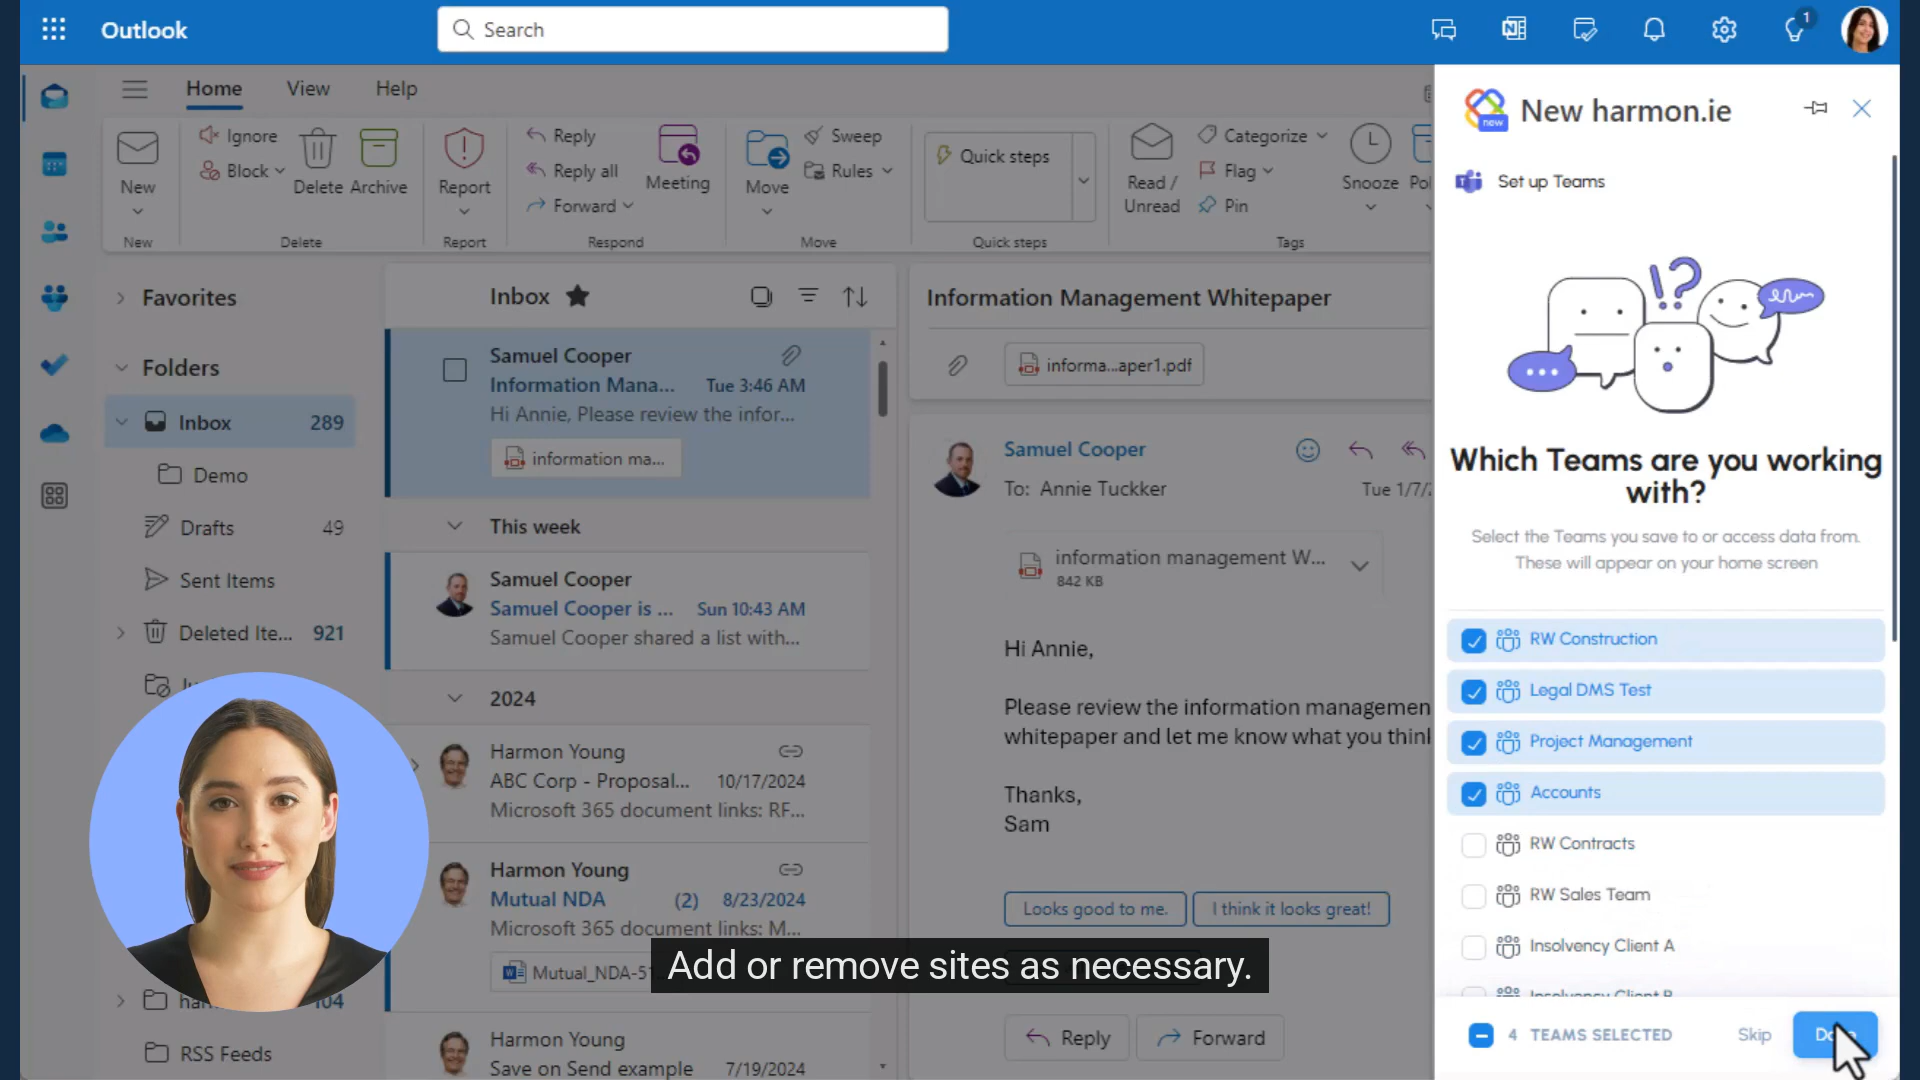 Outlook
Search
1
Home
View
Help
New
Ignore
Block
Delete
Archive
Report
Reply
Reply all
Forward
Meeting
Move
Sweep
Rules
Quick steps
Read /
Unread
Categorize
Flag
Pin
Snooze
New
Delete
Report
Respond
Move
Quick steps
Tags
Favorites
Folders
Inbox 289
Demo
Drafts 49
Sent Items
Deleted Ite... 921
RSS Feeds
Inbox
Samuel Cooper
Information Mana... Tue 3:46 AM
Hi Annie, Please review the infor...
information ma...
This week
Samuel Cooper
Samuel Cooper is ... Sun 10:43 AM
Samuel Cooper shared a list with...
2024
Harmon Young
ABC Corp - Proposal... 10/17/2024
Microsoft 365 document links: RF...
Harmon Young
Mutual NDA (2) 8/23/2024
Microsoft 365 document links: M...
Harmon Young
Save on Send example 7/19/2024
Information Management Whitepaper
informa...aper1.pdf
Samuel Cooper
To: Annie Tuckker
Tue 1/7/
information management W...
842 KB
Hi Annie,
Please review the information managemen
whitepaper and let me know what you think
Thanks,
Sam
Looks good to me.
I think it looks great!
Add or remove sites as necessary.
Reply
Forward
new
New harmon.ie
Set up Teams
!?
Which Teams are you working
with?
Select the Teams you save to or access data from.
These will appear on your home screen
RW Construction
Legal DMS Test
Project Management
Accounts
RW Contracts
RW Sales Team
Insolvency Client A
Insolvency Client B
4 TEAMS SELECTED
Skip